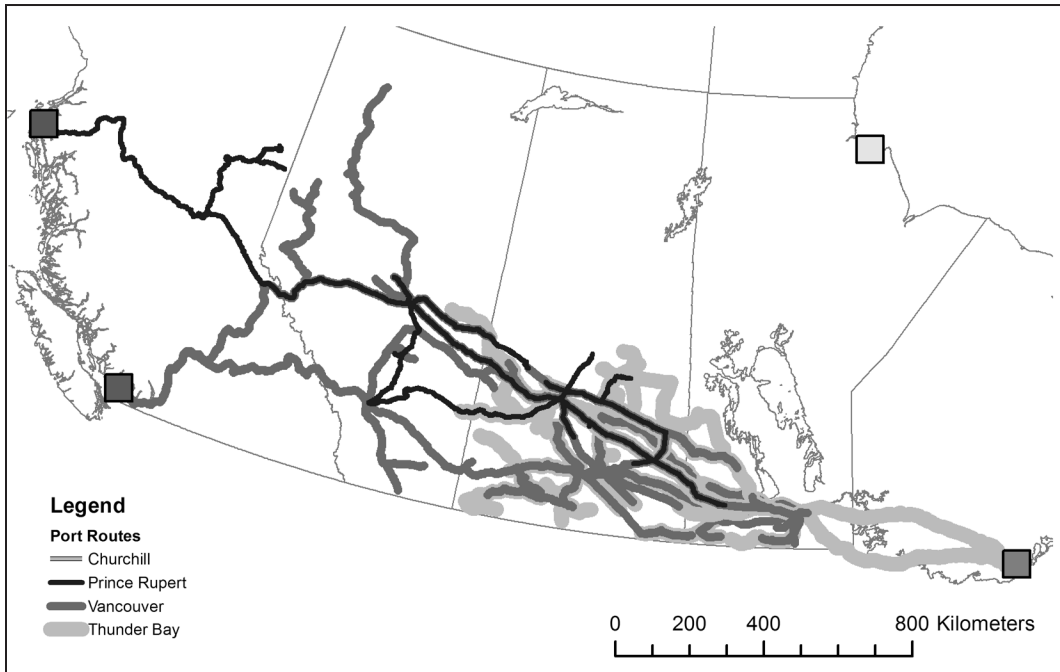 Legend
Port Routes
Churchill
Prince Rupert
Vancouver
Thunder Bay
0 200 400 800 Kilometers